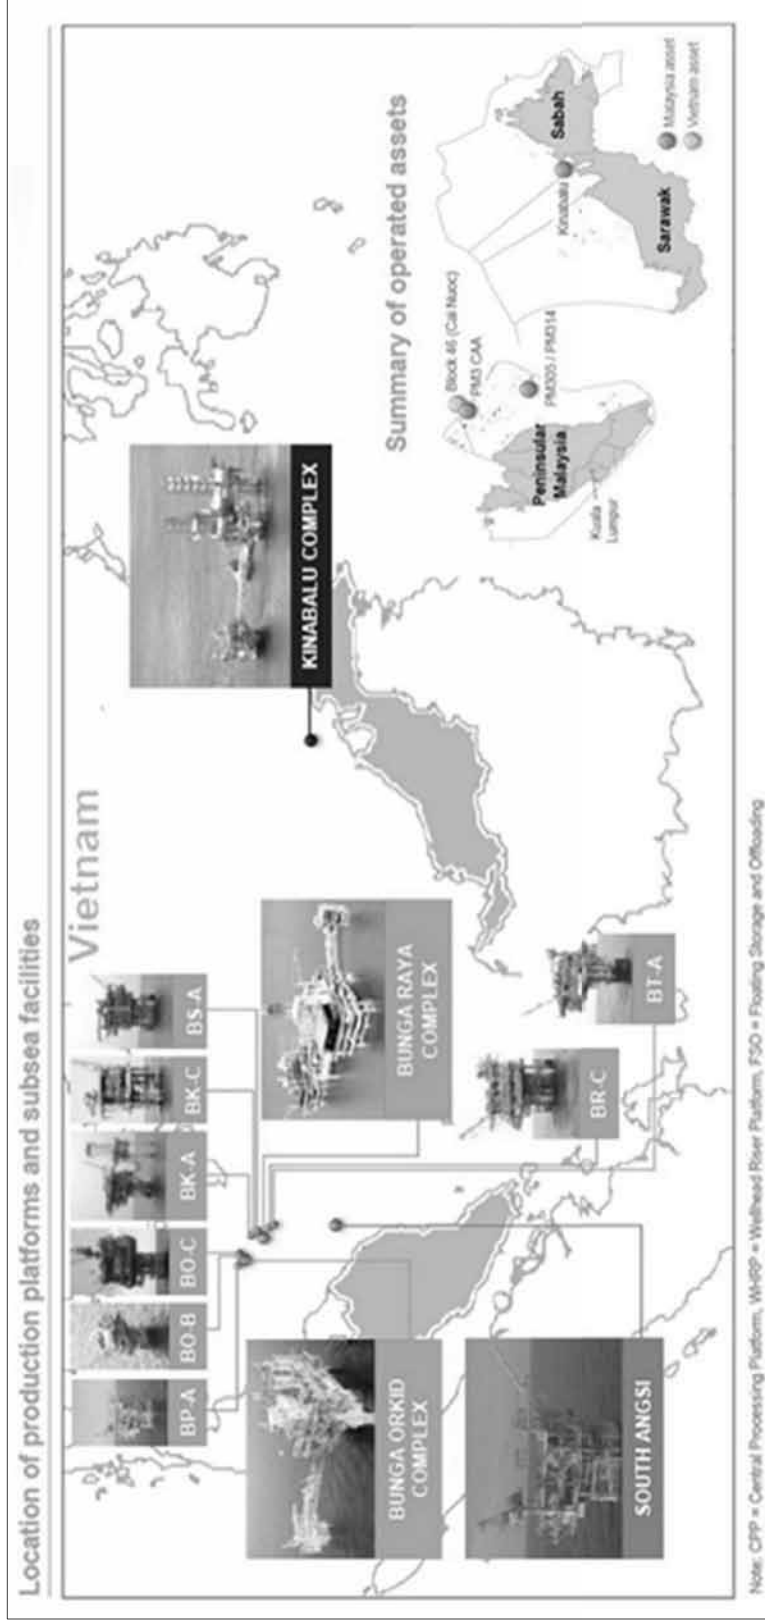 Location of production platforms and subsea facilities
Vietnam
BP-A
BO-B
BO-C
BK-A
BK-C
BS-A
KINABALU COMPLEX
BUNGA ORKID
COMPLEX
BUNGA RAYA
COMPLEX
SOUTH ANGSI
BR-C
BT-A
Summary of operated assets
Block 46 (Cai Nuoc)
PM3 CAA
PM305 / PM314
Peninsular
Malaysia
Kuala
Lumpur
Kinabalu
Sabah
Sarawak
Malaysia asset
Vietnam asset
Note: CPP = Central Processing Platform, WHRP = Wellhead Riser Platform, FSO = Floating Storage and Offloading